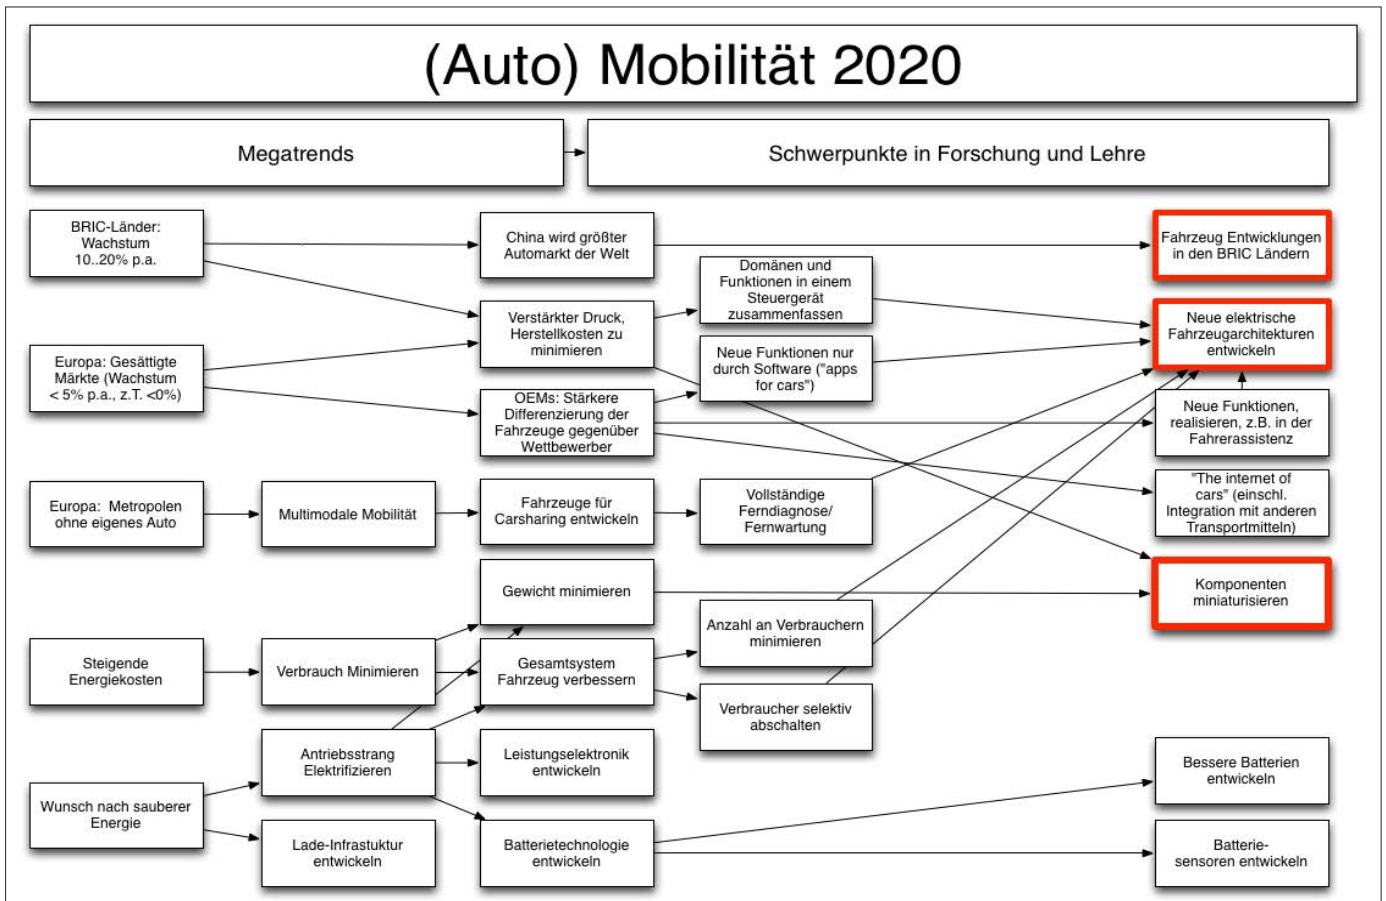 (Auto) Mobilität 2020
Megatrends
Schwerpunkte in Forschung und Lehre
BRIC-Länder:
Wachstum
10..20% p.a.
China wird größter
Automarkt der Welt
Fahrzeug Entwicklungen
in den BRIC Ländern
Domänen und
Funktionen in einem
Steuergerät
zusammenfassen
Verstärkter Druck,
Herstellkosten zu
minimieren
Neue elektrische
Fahrzeugarchitekturen
entwickeln
Europa: Gesättigte
Märkte (Wachstum
< 5% p.a., z.T. <0%)
Neue Funktionen nur
durch Software ("apps
for cars")
OEMs: Stärkere
Differenzierung der
Fahrzeuge gegenüber
Wettbewerber
Neue Funktionen,
realisieren, z.B. in der
Fahrerassistenz
"The internet of
cars" (einschl.
Integration mit anderen
Transportmitteln)
Europa: Metropolen
ohne eigenes Auto
Multimodale Mobilität
Fahrzeuge für
Carsharing entwickeln
Vollständige
Ferndiagnose/
Fernwartung
Gewicht minimieren
Komponenten
miniaturisieren
Anzahl an Verbrauchern
minimieren
Steigende
Energiekosten
Verbrauch Minimieren
Gesamtsystem
Fahrzeug verbessern
Verbraucher selektiv
abschalten
Antriebsstrang
Elektrifizieren
Leistungselektronik
entwickeln
Bessere Batterien
entwickeln
Wunsch nach sauberer
Energie
Lade-Infrastuktur
entwickeln
Batterietechnologie
entwickeln
Batterie-
sensoren entwickeln